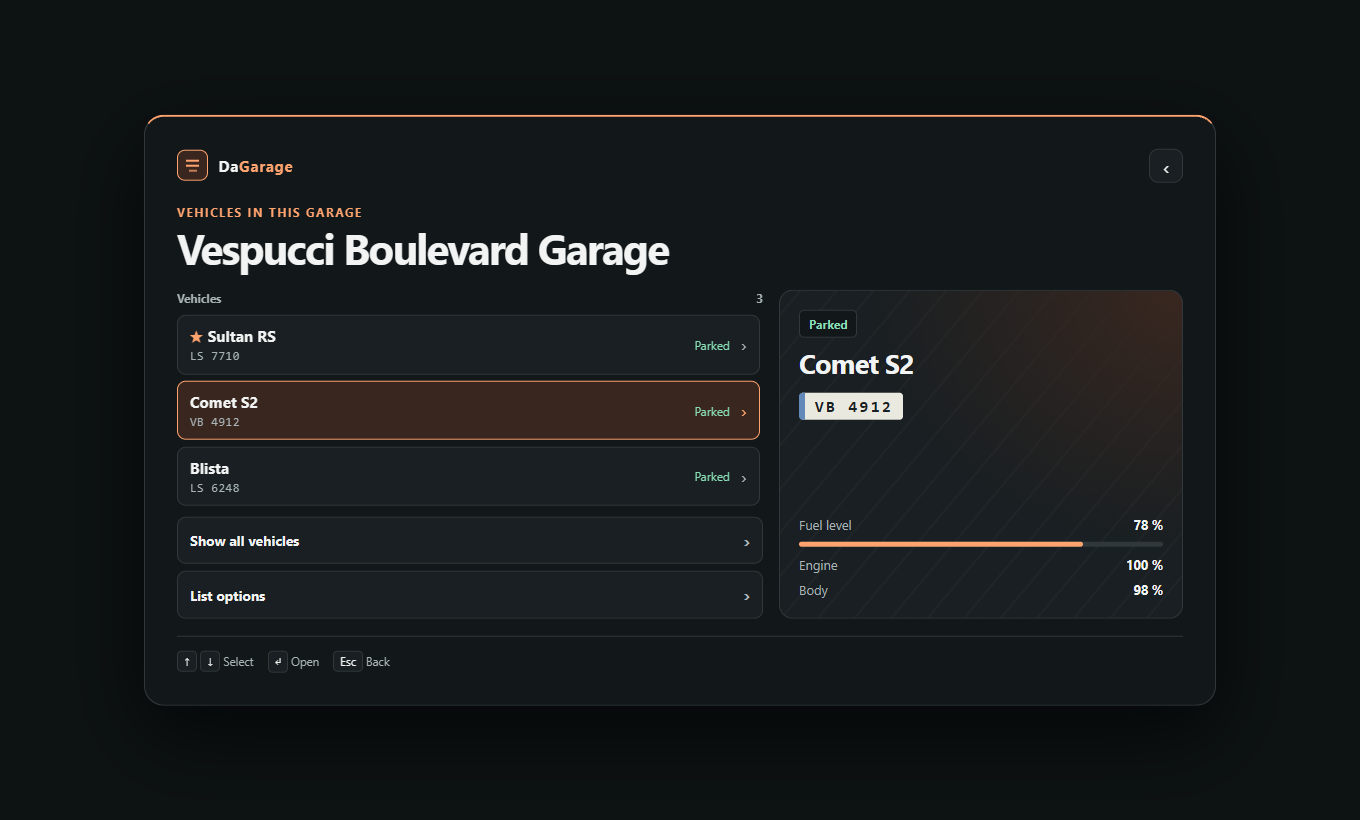 DaGarage
‹
VEHICLES IN THIS GARAGE
Vespucci Boulevard Garage
Vehicles 3
★ Sultan RS
LS 7710
Parked ›
Comet S2
VB 4912
Parked ›
Blista
LS 6248
Parked ›
Show all vehicles ›
List options ›
Parked
Comet S2
VB 4912
Fuel level 78 %
Engine 100 %
Body 98 %
↑ ↓ Select ↲ Open Esc Back